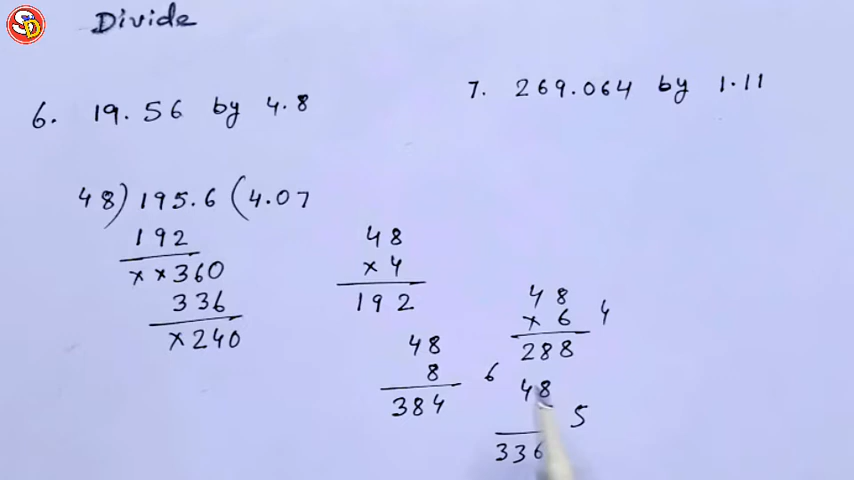 SD
Divide
6. 19.56 by 4.8
7. 269.064 by 1.11
48) 195.6 (4.07
192
x x 360
336
x 240
48
x 4
192
48
8
384
48
x 6 4
288
6 48
5
336